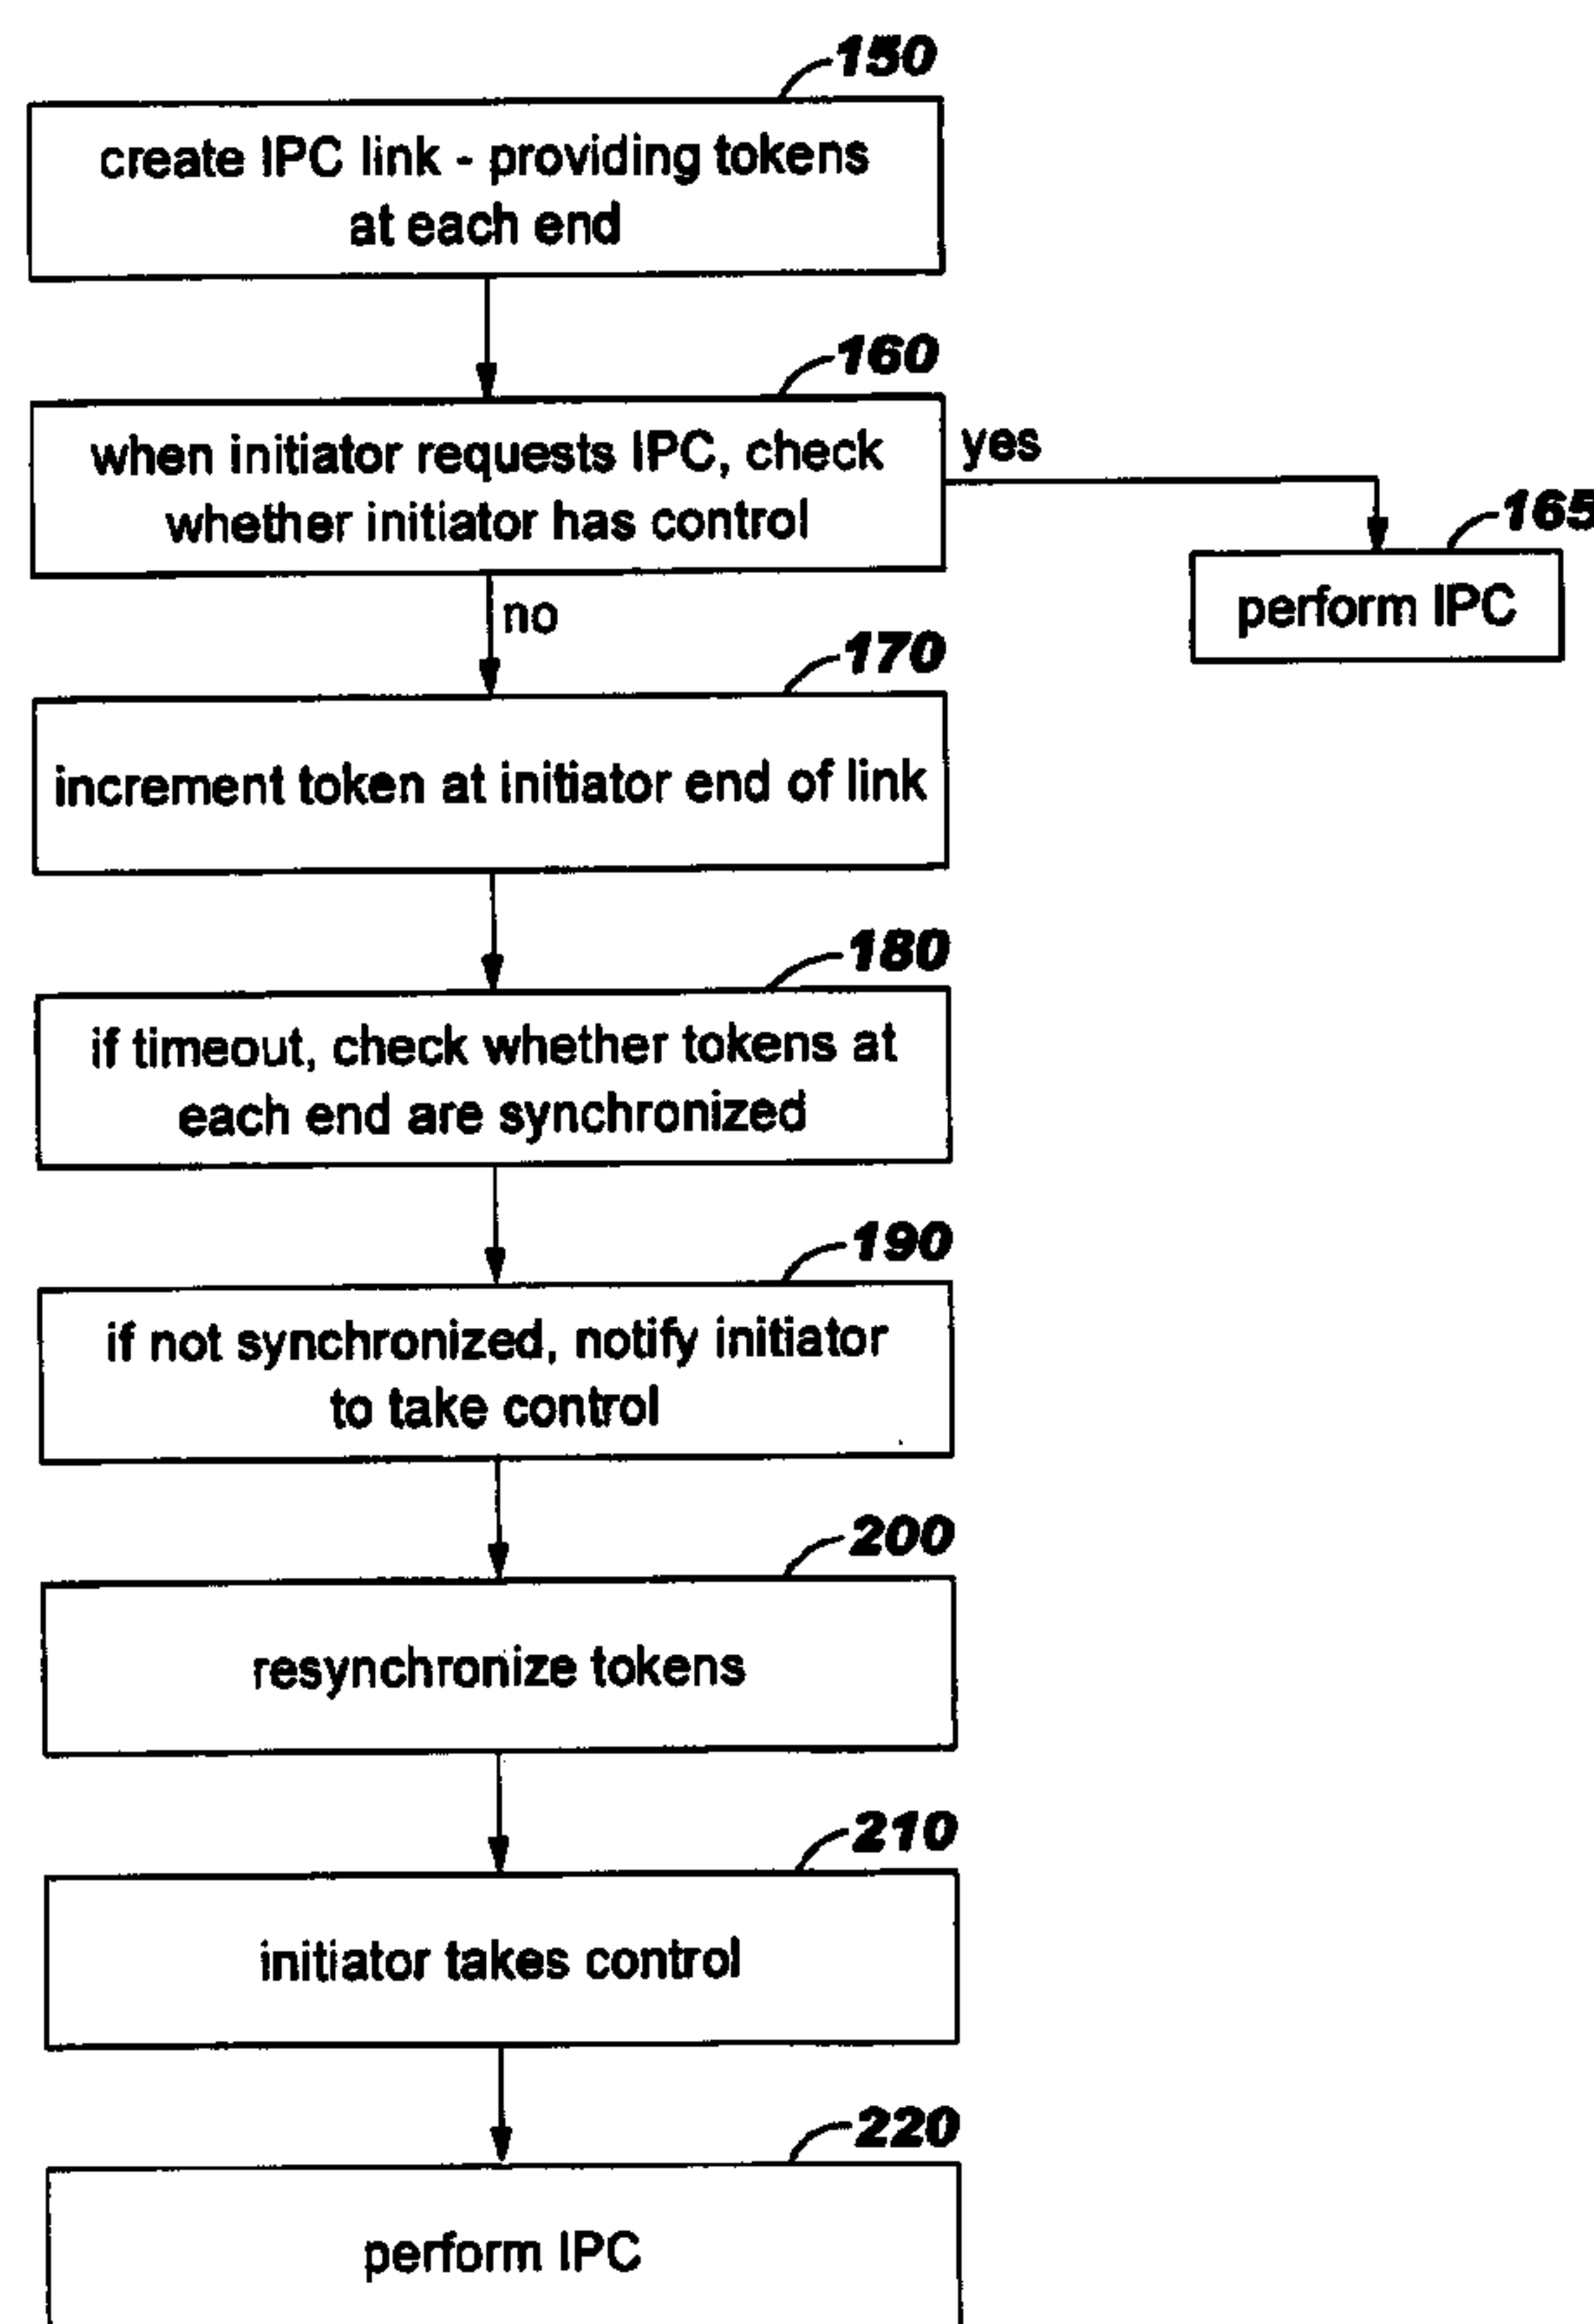 150
create IPC link - providing tokens
at each end
160
when initiator requests IPC, check
whether initiator has control
yes
165
perform IPC
no
170
increment token at initiator end of link
180
if timeout, check whether tokens at
each end are synchronized
190
if not synchronized, notify initiator
to take control
200
resynchronize tokens
210
initiator takes control
220
perform IPC